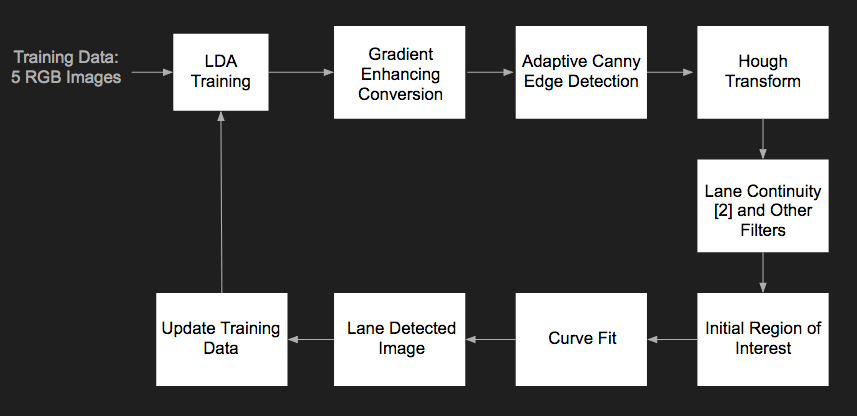 Training Data:
5 RGB Images
LDA
Training
Gradient
Enhancing
Conversion
Adaptive Canny
Edge Detection
Hough
Transform
Lane Continuity
[2] and Other
Filters
Initial Region of
Interest
Curve Fit
Lane Detected
Image
Update Training
Data